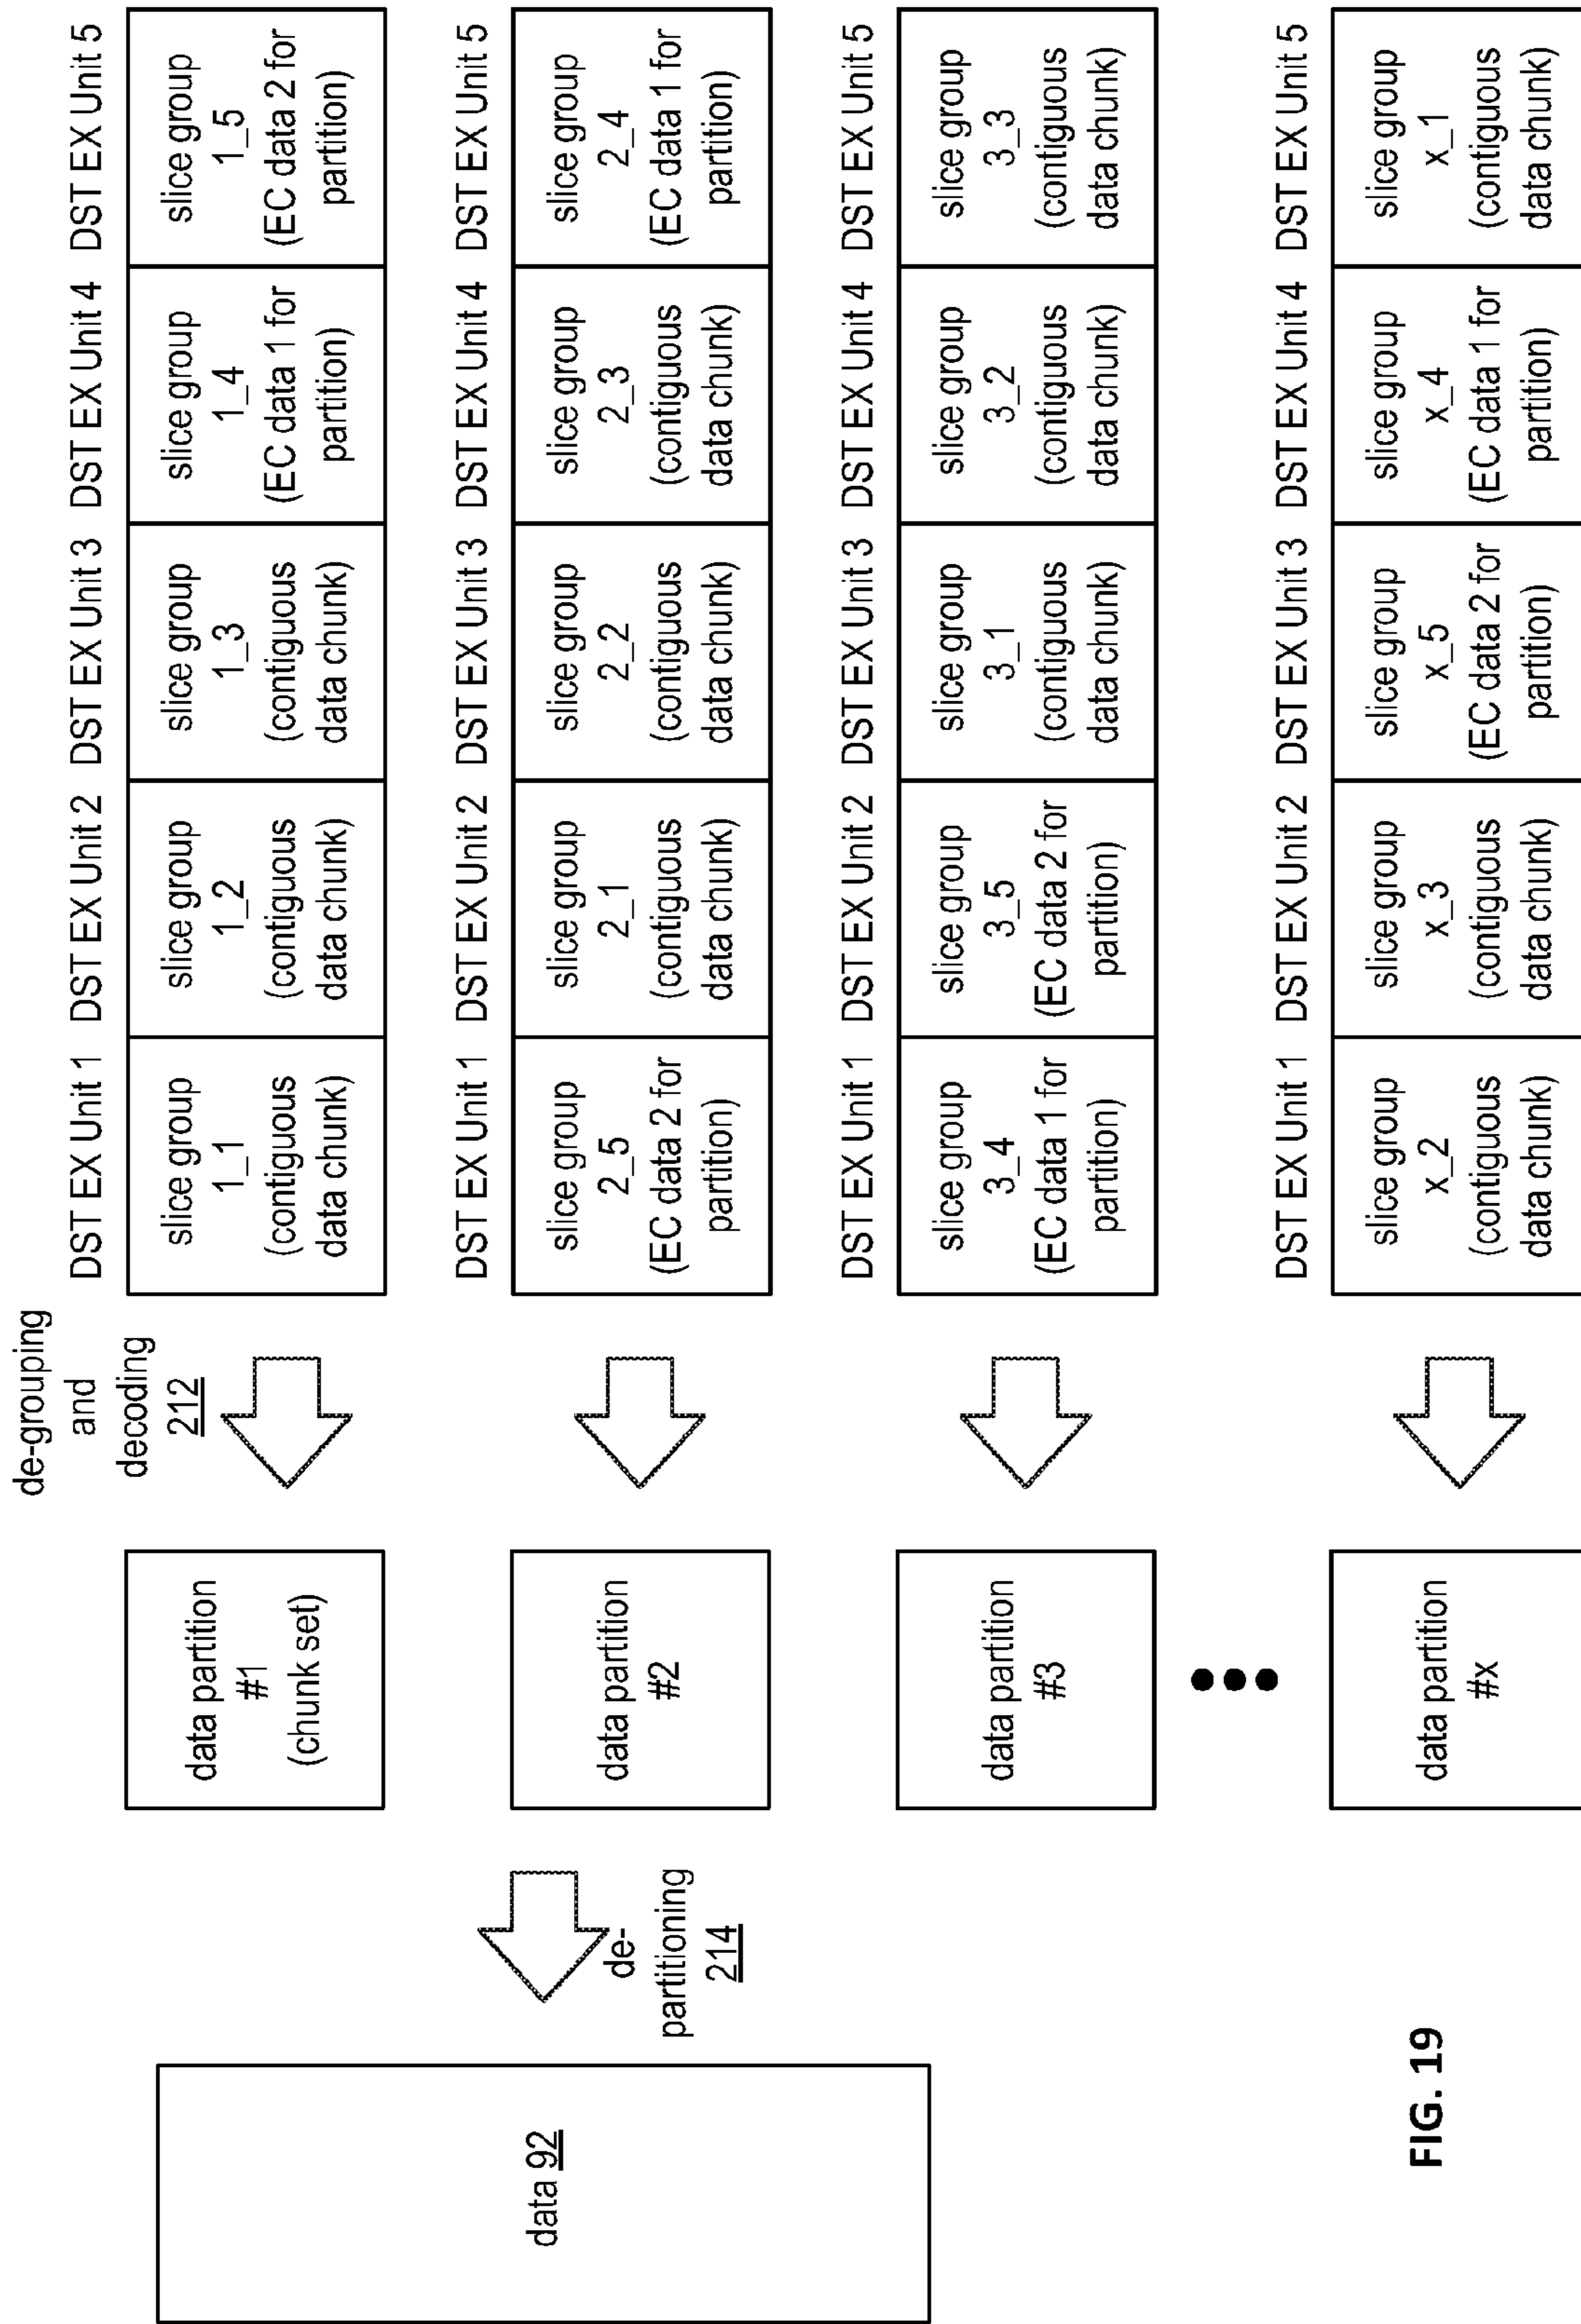 de-grouping
and
decoding
212
DST EX Unit 1 DST EX Unit 2 DST EX Unit 3 DST EX Unit 4 DST EX Unit 5
data partition
#1
(chunk set)
slice group
1_1
(contiguous
data chunk)
slice group
1_2
(contiguous
data chunk)
slice group
1_3
(contiguous
data chunk)
slice group
1_4
(EC data 1 for
partition)
slice group
1_5
(EC data 2 for
partition)
data 92
de-
partitioning
214
DST EX Unit 1 DST EX Unit 2 DST EX Unit 3 DST EX Unit 4 DST EX Unit 5
data partition
#2
slice group
2_5
(EC data 2 for
partition)
slice group
2_1
(contiguous
data chunk)
slice group
2_2
(contiguous
data chunk)
slice group
2_3
(contiguous
data chunk)
slice group
2_4
(EC data 1 for
partition)
DST EX Unit 1 DST EX Unit 2 DST EX Unit 3 DST EX Unit 4 DST EX Unit 5
data partition
#3
slice group
3_4
(EC data 1 for
partition)
slice group
3_5
(EC data 2 for
partition)
slice group
3_1
(contiguous
data chunk)
slice group
3_2
(contiguous
data chunk)
slice group
3_3
(contiguous
data chunk)
DST EX Unit 1 DST EX Unit 2 DST EX Unit 3 DST EX Unit 4 DST EX Unit 5
data partition
#x
slice group
x_2
(contiguous
data chunk)
slice group
x_3
(contiguous
data chunk)
slice group
x_5
(EC data 2 for
partition)
slice group
x_4
(EC data 1 for
partition)
slice group
x_1
(contiguous
data chunk)
FIG. 19